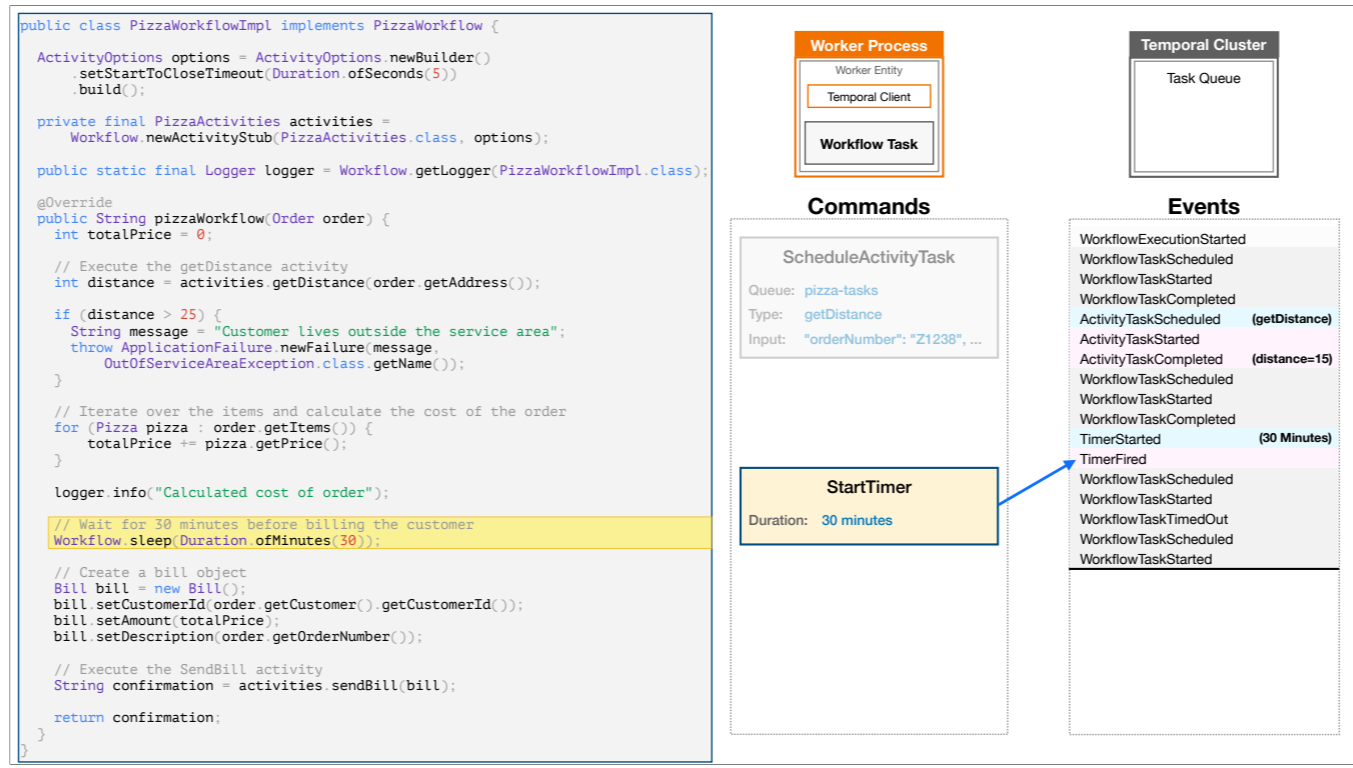 public class PizzaWorkflowImpl implements PizzaWorkflow {
ActivityOptions options = ActivityOptions.newBuilder()
.setStartToCloseTimeout(Duration.ofSeconds(5))
.build();
private final PizzaActivities activities =
Workflow.newActivityStub(PizzaActivities.class, options);
public static final Logger logger = Workflow.getLogger(PizzaWorkflowImpl.class);
@Override
public String pizzaWorkflow(Order order) {
int totalPrice = 0;
// Execute the getDistance activity
int distance = activities.getDistance(order.getAddress());
if (distance > 25) {
String message = "Customer lives outside the service area";
throw ApplicationFailure.newFailure(message,
OutOfServiceAreaException.class.getName());
}
// Iterate over the items and calculate the cost of the order
for (Pizza pizza : order.getItems()) {
totalPrice += pizza.getPrice();
}
logger.info("Calculated cost of order");
// Wait for 30 minutes before billing the customer
Workflow.sleep(Duration.ofMinutes(30));
// Create a bill object
Bill bill = new Bill();
bill.setCustomerId(order.getCustomer().getCustomerId());
bill.setAmount(totalPrice);
bill.setDescription(order.getOrderNumber());
// Execute the SendBill activity
String confirmation = activities.sendBill(bill);
return confirmation;
}
}
Worker Process
Worker Entity
Temporal Client
Workflow Task
Temporal Cluster
Task Queue
Commands
ScheduleActivityTask
Queue: pizza-tasks
Type: getDistance
Input: "orderNumber": "Z1238", ...
StartTimer
Duration: 30 minutes
Events
WorkflowExecutionStarted
WorkflowTaskScheduled
WorkflowTaskStarted
WorkflowTaskCompleted
ActivityTaskScheduled (getDistance)
ActivityTaskStarted
ActivityTaskCompleted (distance=15)
WorkflowTaskScheduled
WorkflowTaskStarted
WorkflowTaskCompleted
TimerStarted (30 Minutes)
TimerFired
WorkflowTaskScheduled
WorkflowTaskStarted
WorkflowTaskTimedOut
WorkflowTaskScheduled
WorkflowTaskStarted